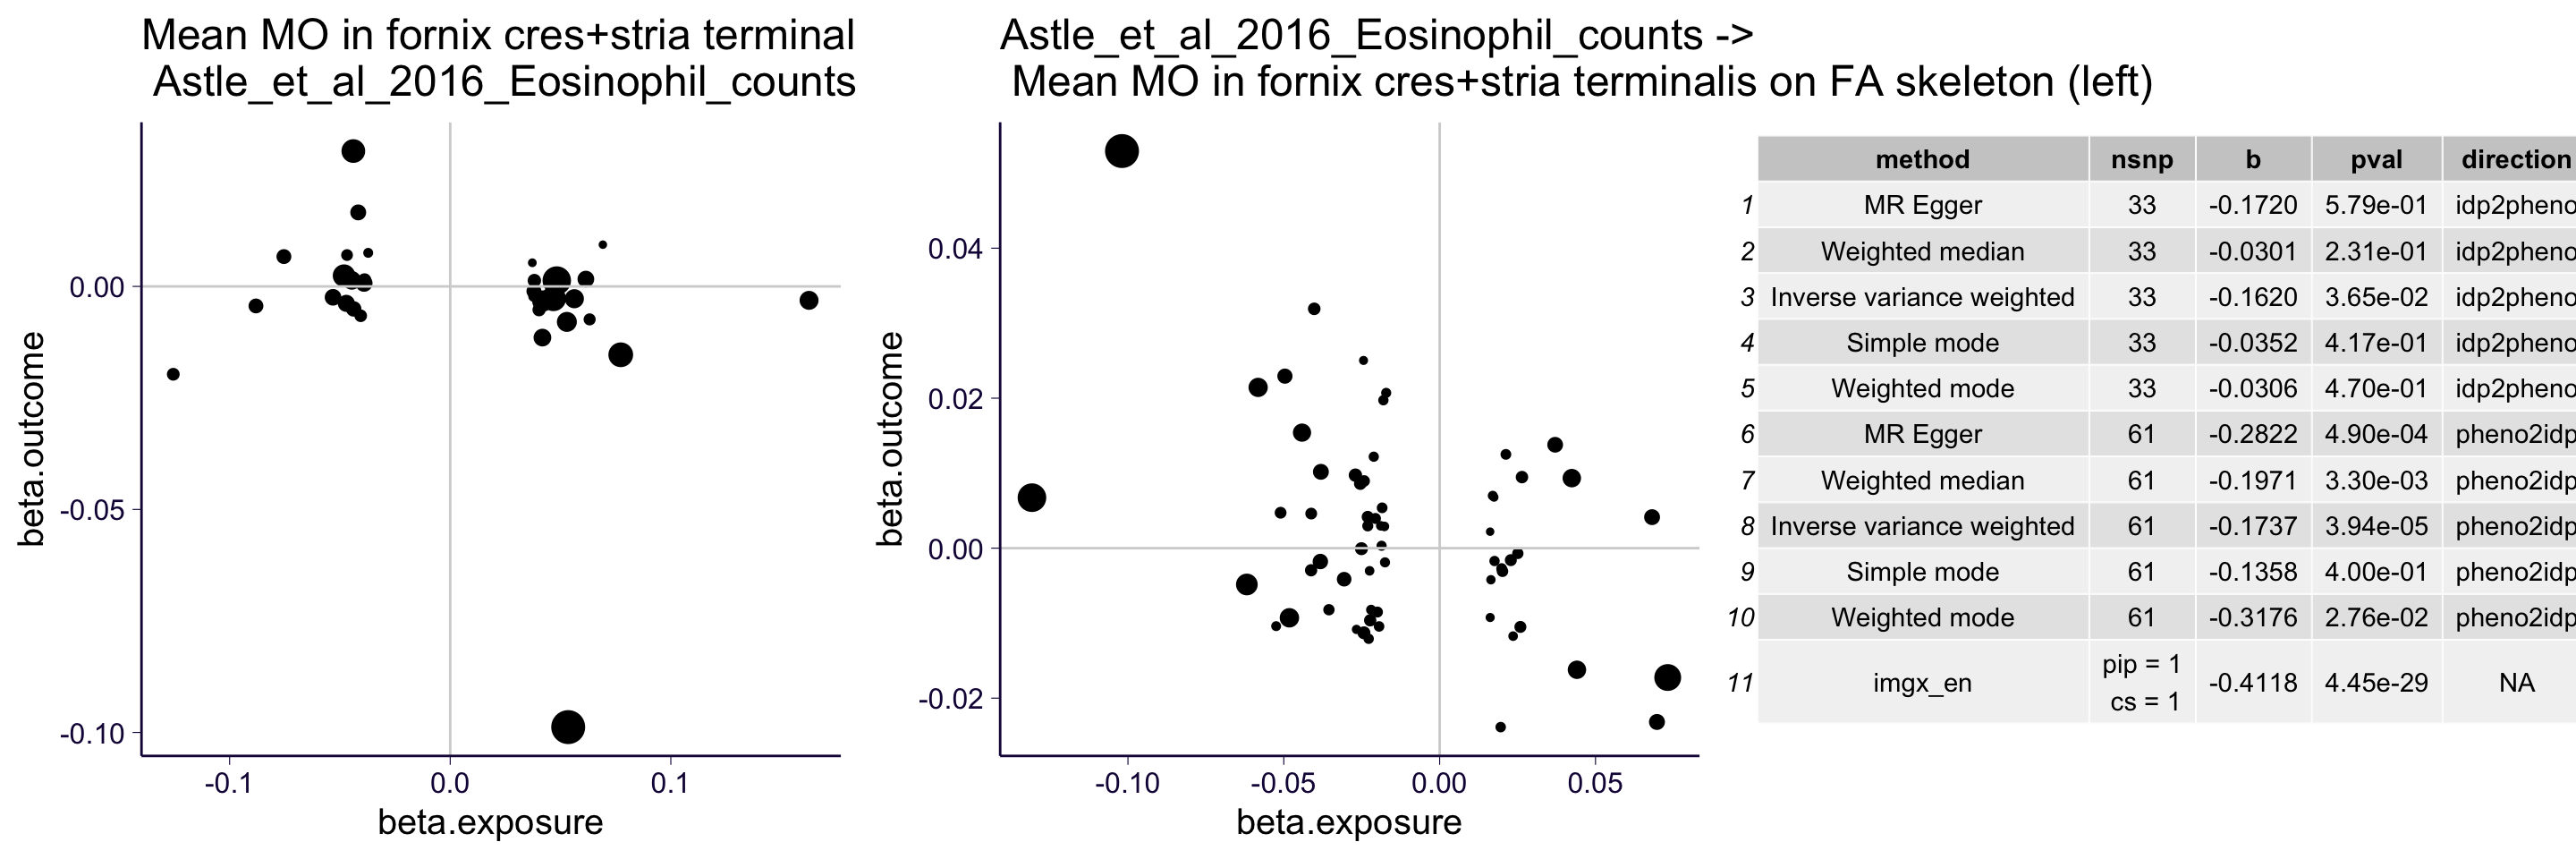 Mean MO in fornix cres+stria terminal
Astle_et_al_2016_Eosinophil_counts
0.00
-0.05
-0.10
beta.outcome
-0.1 0.0 0.1
beta.exposure
Astle_et_al_2016_Eosinophil_counts ->
Mean MO in fornix cres+stria terminalis on FA skeleton (left)
0.04
0.02
0.00
-0.02
beta.outcome
-0.10 -0.05 0.00 0.05
beta.exposure
method nsnp b pval direction
1 MR Egger 33 -0.1720 5.79e-01 idp2pheno
2 Weighted median 33 -0.0301 2.31e-01 idp2pheno
3 Inverse variance weighted 33 -0.1620 3.65e-02 idp2pheno
4 Simple mode 33 -0.0352 4.17e-01 idp2pheno
5 Weighted mode 33 -0.0306 4.70e-01 idp2pheno
6 MR Egger 61 -0.2822 4.90e-04 pheno2idp
7 Weighted median 61 -0.1971 3.30e-03 pheno2idp
8 Inverse variance weighted 61 -0.1737 3.94e-05 pheno2idp
9 Simple mode 61 -0.1358 4.00e-01 pheno2idp
10 Weighted mode 61 -0.3176 2.76e-02 pheno2idp
11 imgx_en pip = 1 -0.4118 4.45e-29 NA
cs = 1